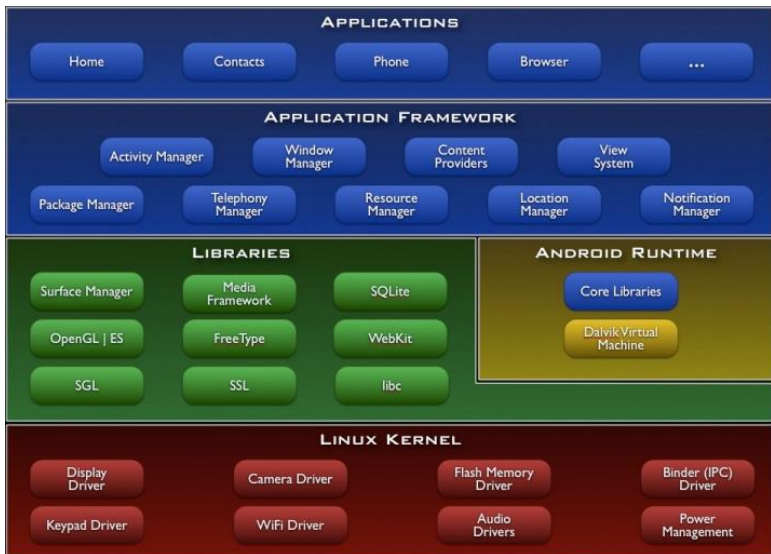 APPLICATIONS
Home
Contacts
Phone
Browser
...
APPLICATION FRAMEWORK
Activity Manager
Window
Manager
Content
Providers
View
System
Package Manager
Telephony
Manager
Resource
Manager
Location
Manager
Notification
Manager
LIBRARIES
Surface Manager
Media
Framework
SQLite
OpenGL | ES
FreeType
WebKit
SGL
SSL
libc
ANDROID RUNTIME
Core Libraries
Dalvik Virtual
Machine
LINUX KERNEL
Display
Driver
Camera Driver
Flash Memory
Driver
Binder (IPC)
Driver
Keypad Driver
WiFi Driver
Audio
Drivers
Power
Management